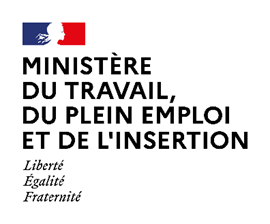 MINISTÈRE
DU TRAVAIL,
DU PLEIN EMPLOI
ET DE L'INSERTION
Liberté
Égalité
Fraternité